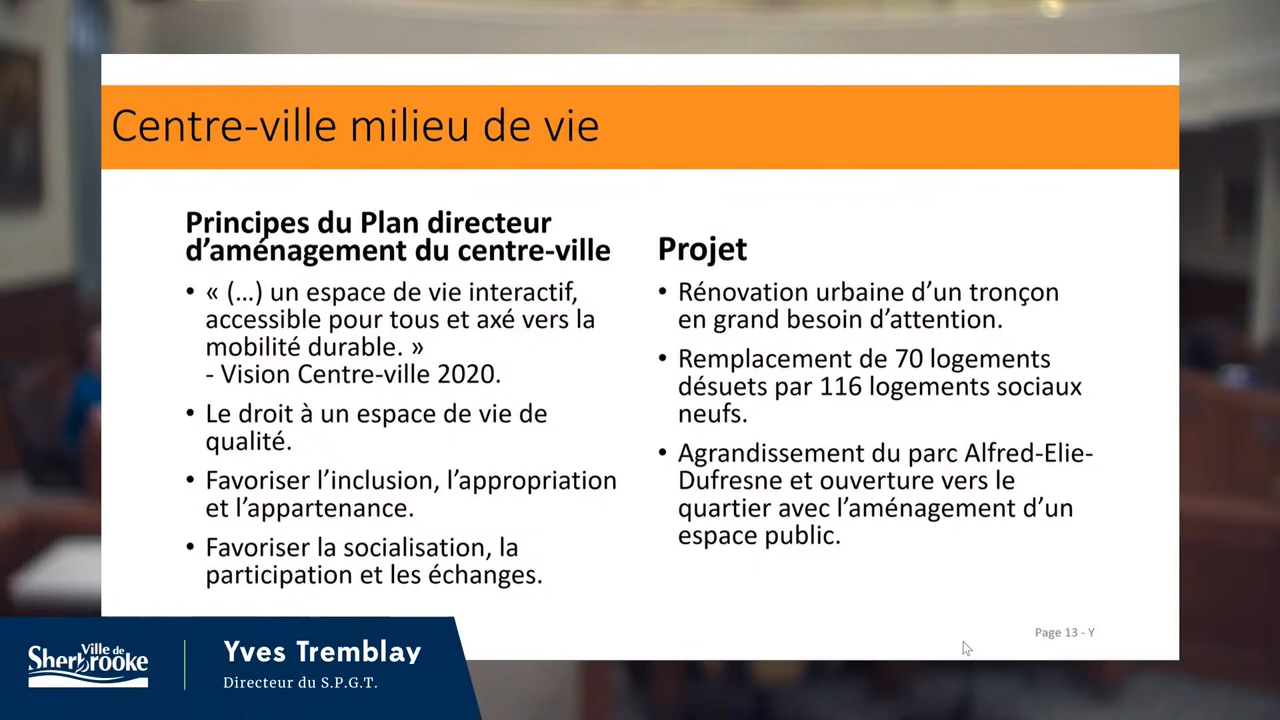 Centre-ville milieu de vie
Principes du Plan directeur
d’aménagement du centre-ville
• « (…) un espace de vie interactif,
accessible pour tous et axé vers la
mobilité durable. »
- Vision Centre-ville 2020.
• Le droit à un espace de vie de
qualité.
• Favoriser l’inclusion, l’appropriation
et l’appartenance.
• Favoriser la socialisation, la
participation et les échanges.
Projet
• Rénovation urbaine d’un tronçon
en grand besoin d’attention.
• Remplacement de 70 logements
désuets par 116 logements sociaux
neufs.
• Agrandissement du parc Alfred-Elie-
Dufresne et ouverture vers le
quartier avec l’aménagement d’un
espace public.
Page 13 - Y
Ville de
Sherbrooke
Yves Tremblay
Directeur du S.P.G.T.